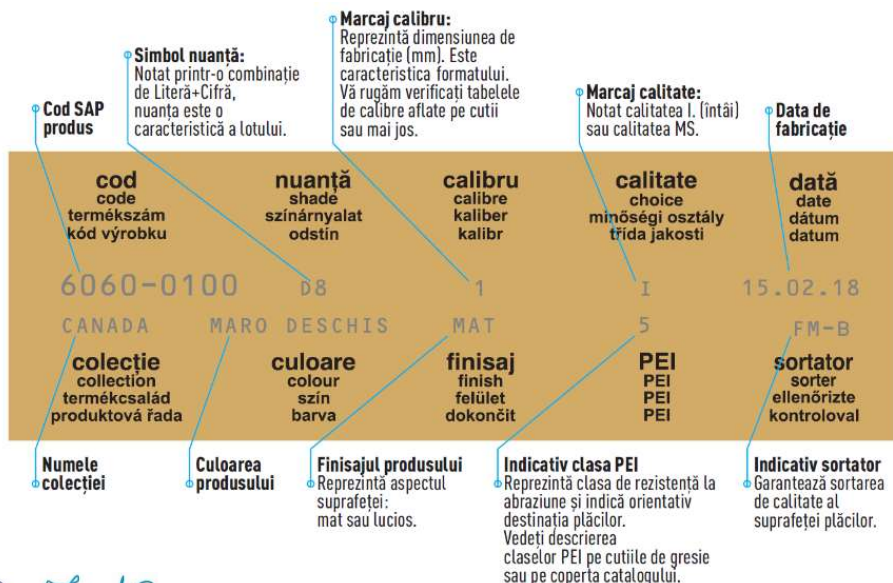 Marcaj calibru:
Reprezintă dimensiunea de
fabricație (mm). Este
caracteristica formatului.
Vă rugăm verificați tabelele
de calibre aflate pe cutii
sau mai jos.
Simbol nuanță:
Notat printr-o combinație
de Literă+Cifră,
nuanța este o
caracteristică a lotului.
Marcaj calitate:
Notat calitatea I. (întâi)
sau calitatea MS.
Cod SAP
produs
Data de
fabricație
cod nuanță calibru calitate dată
code shade calibre choice date
termékszám színárnyalat kaliber minőségi osztály dátum
kód výrobku odstín kalibr třída jakosti datum
6060-0100 D8 1 I 15.02.18
CANADA MARO DESCHIS MAT 5 FM-B
colecție culoare finisaj PEI sortator
collection colour finish PEI sorter
termékcsalád szín felület PEI ellenőrizte
produktová řada barva dokončit PEI kontroloval
Numele
colecției
Culoarea
produsului
Finisajul produsului
Reprezintă aspectul
suprafeței:
mat sau lucios.
Indicativ clasa PEI
Reprezintă clasa de rezistență la
abraziune și indică orientativ
destinația plăcilor.
Vedeți descrierea
claselor PEI pe cutiile de gresie
sau pe coperta catalogului.
Indicativ sortator
Garantează sortarea
de calitate al
suprafeței plăcilor.